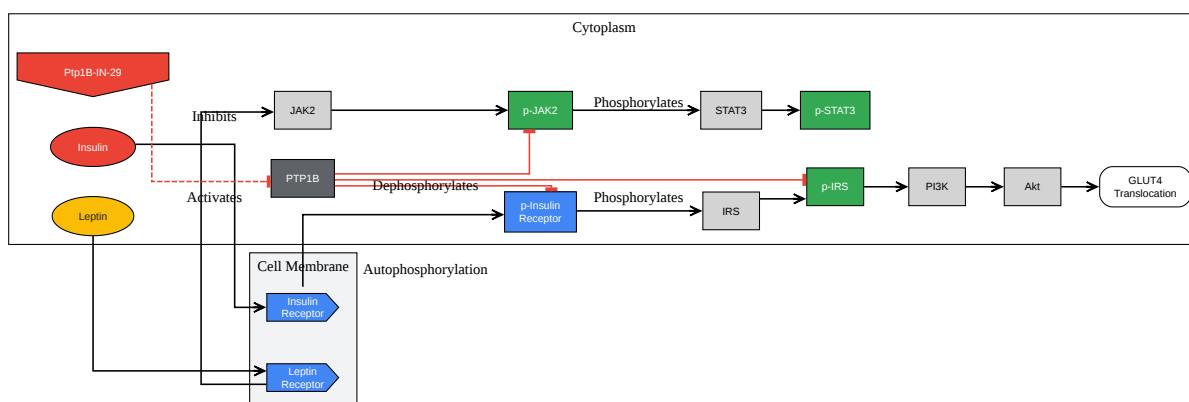 Cytoplasm
Ptp1B-IN-29
Inhibits
JAK2
p-JAK2
Phosphorylates
STAT3
p-STAT3
Insulin
PTP1B
Dephosphorylates
Activates
Leptin
p-Insulin
Receptor
Phosphorylates
IRS
p-IRS
PI3K
Akt
GLUT4
Translocation
Cell Membrane
Autophosphorylation
Insulin
Receptor
Leptin
Receptor